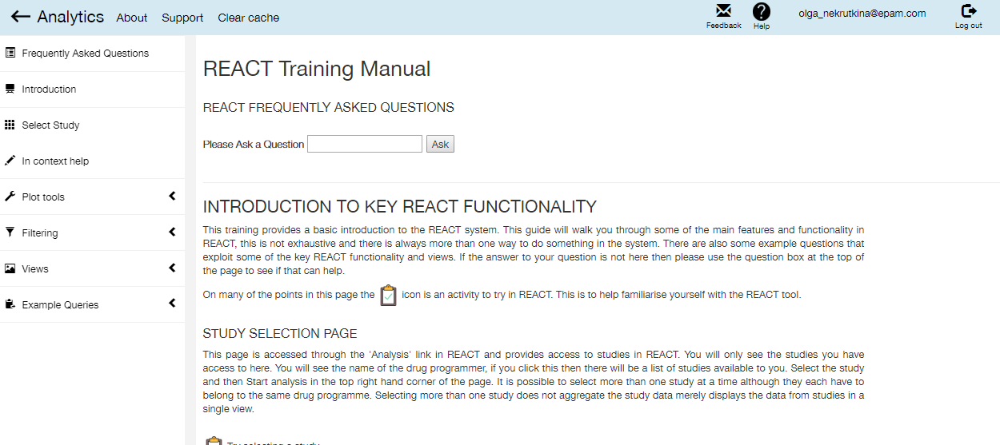 Analytics About Support Clear cache
Feedback
Help
olga_nekrutkina@epam.com
Log out
Frequently Asked Questions
Introduction
Select Study
In context help
Plot tools
Filtering
Views
Example Queries
REACT Training Manual
REACT FREQUENTLY ASKED QUESTIONS
Please Ask a Question
Ask
INTRODUCTION TO KEY REACT FUNCTIONALITY
This training provides a basic introduction to the REACT system. This guide will walk you through some of the main features and functionality in
REACT, this is not exhaustive and there is always more than one way to do something in the system. There are also some example questions that
exploit some of the key REACT functionality and views. If the answer to your question is not here then please use the question box at the top of
the page to see if that can help.
On many of the points in this page the icon is an activity to try in REACT. This is to help familiarise yourself with the REACT tool.
STUDY SELECTION PAGE
This page is accessed through the 'Analysis' link in REACT and provides access to studies in REACT. You will only see the studies you have
access to here. You will see the name of the drug programmer, if you click this then there will be a list of studies available to you. Select the study
and then Start analysis in the top right hand corner of the page. It is possible to select more than one study at a time although they each have to
belong to the same drug programme. Selecting more than one study does not aggregate the study data merely displays the data from studies in a
single view.
Try selecting a study